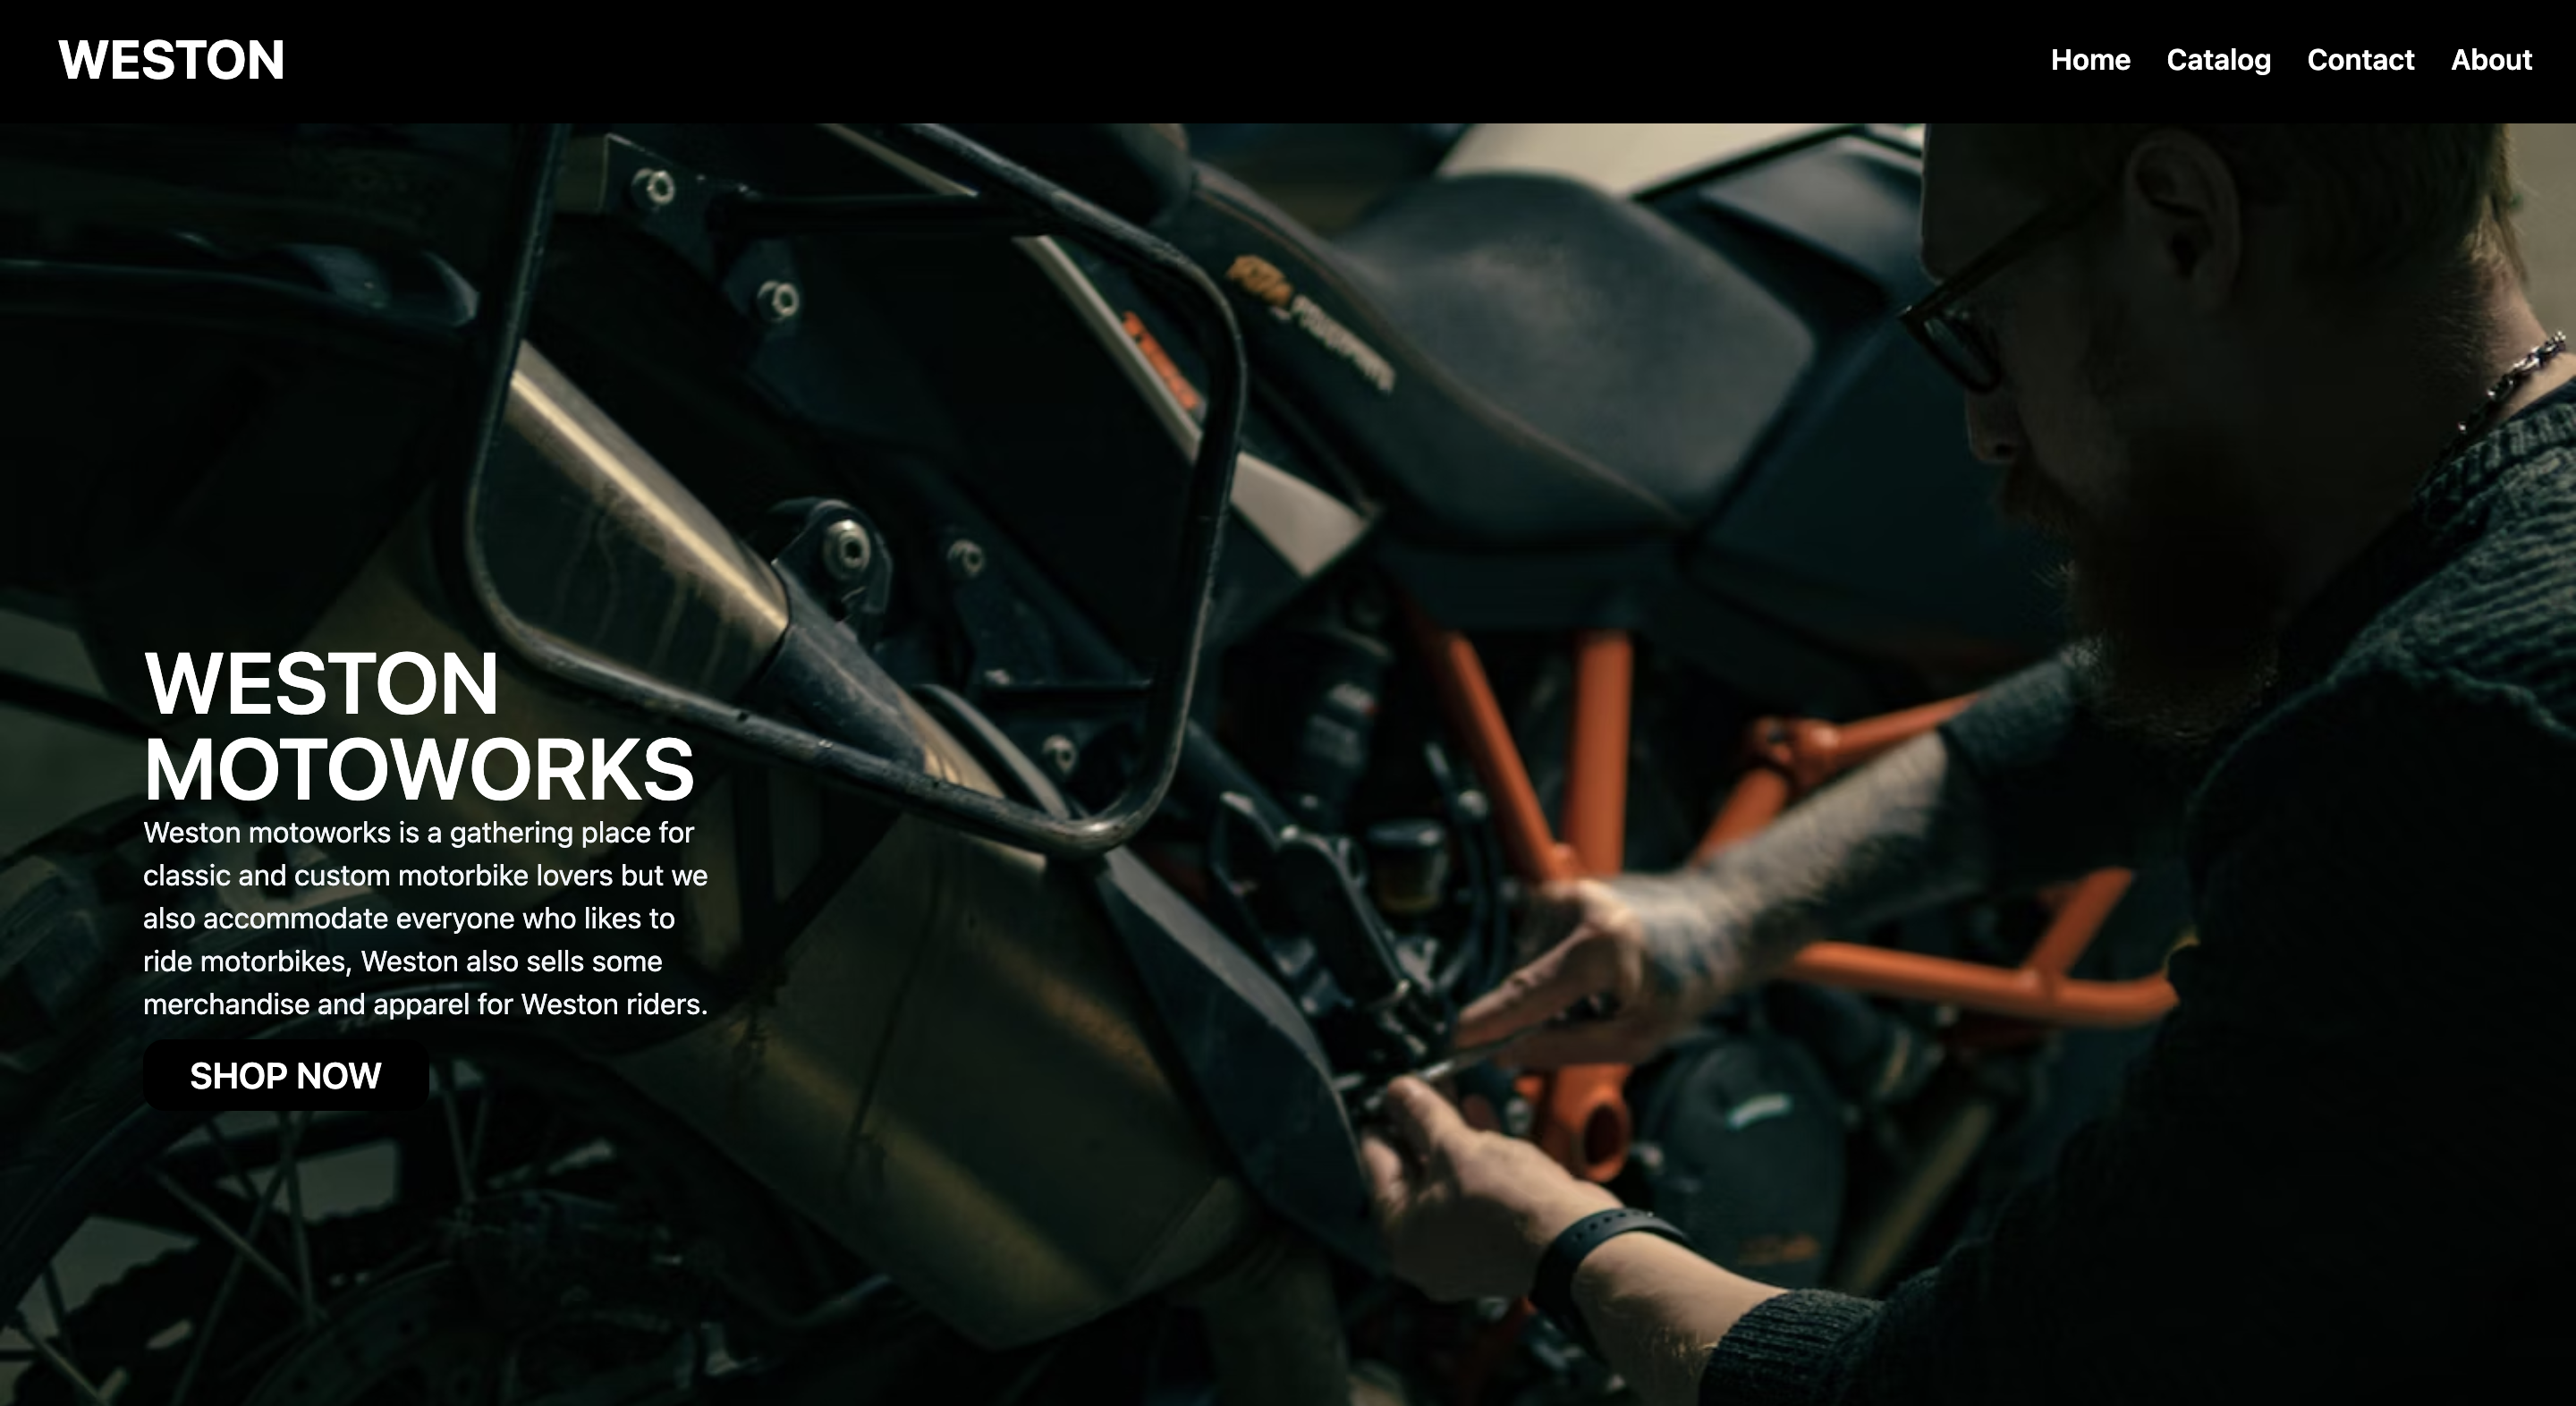 WESTON
Home Catalog Contact About
WESTON
MOTOWORKS
Weston motoworks is a gathering place for
classic and custom motorbike lovers but we
also accommodate everyone who likes to
ride motorbikes, Weston also sells some
merchandise and apparel for Weston riders.
SHOP NOW